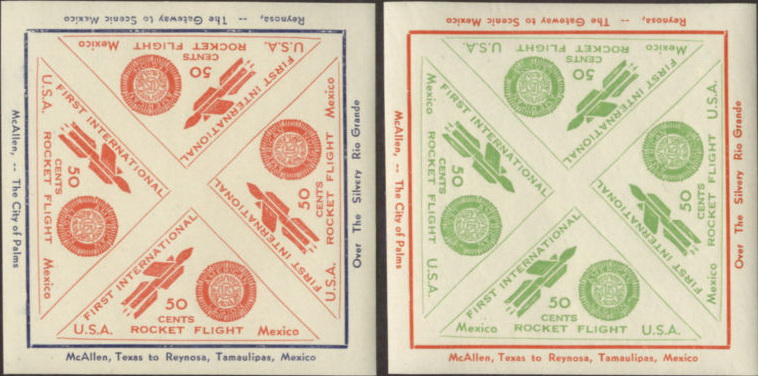 Reynosa, -- The Gateway to Scenic Mexico
FIRST INTERNATIONAL
50
CENTS
U.S.A. ROCKET FLIGHT Mexico
McAllen, -- The City of Palms
FIRST INTERNATIONAL
50
CENTS
U.S.A. ROCKET FLIGHT Mexico
FIRST INTERNATIONAL
50
CENTS
U.S.A. ROCKET FLIGHT Mexico
Over The Silvery Rio Grande
FIRST INTERNATIONAL
50
CENTS
U.S.A. ROCKET FLIGHT Mexico
McAllen, Texas to Reynosa, Tamaulipas, Mexico
Reynosa, -- The Gateway to Scenic Mexico
FIRST INTERNATIONAL
50
CENTS
U.S.A. ROCKET FLIGHT Mexico
McAllen, -- The City of Palms
FIRST INTERNATIONAL
50
CENTS
U.S.A. ROCKET FLIGHT Mexico
FIRST INTERNATIONAL
50
CENTS
U.S.A. ROCKET FLIGHT Mexico
Over The Silvery Rio Grande
FIRST INTERNATIONAL
50
CENTS
U.S.A. ROCKET FLIGHT Mexico
McAllen, Texas to Reynosa, Tamaulipas, Mexico